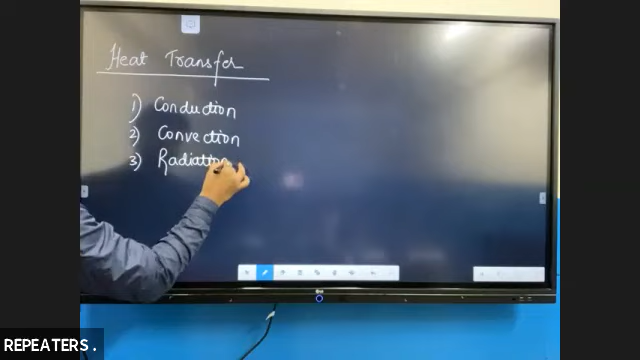 Heat Transfer
1) Conduction
2) Convection
3) Radiation
REPEATERS.